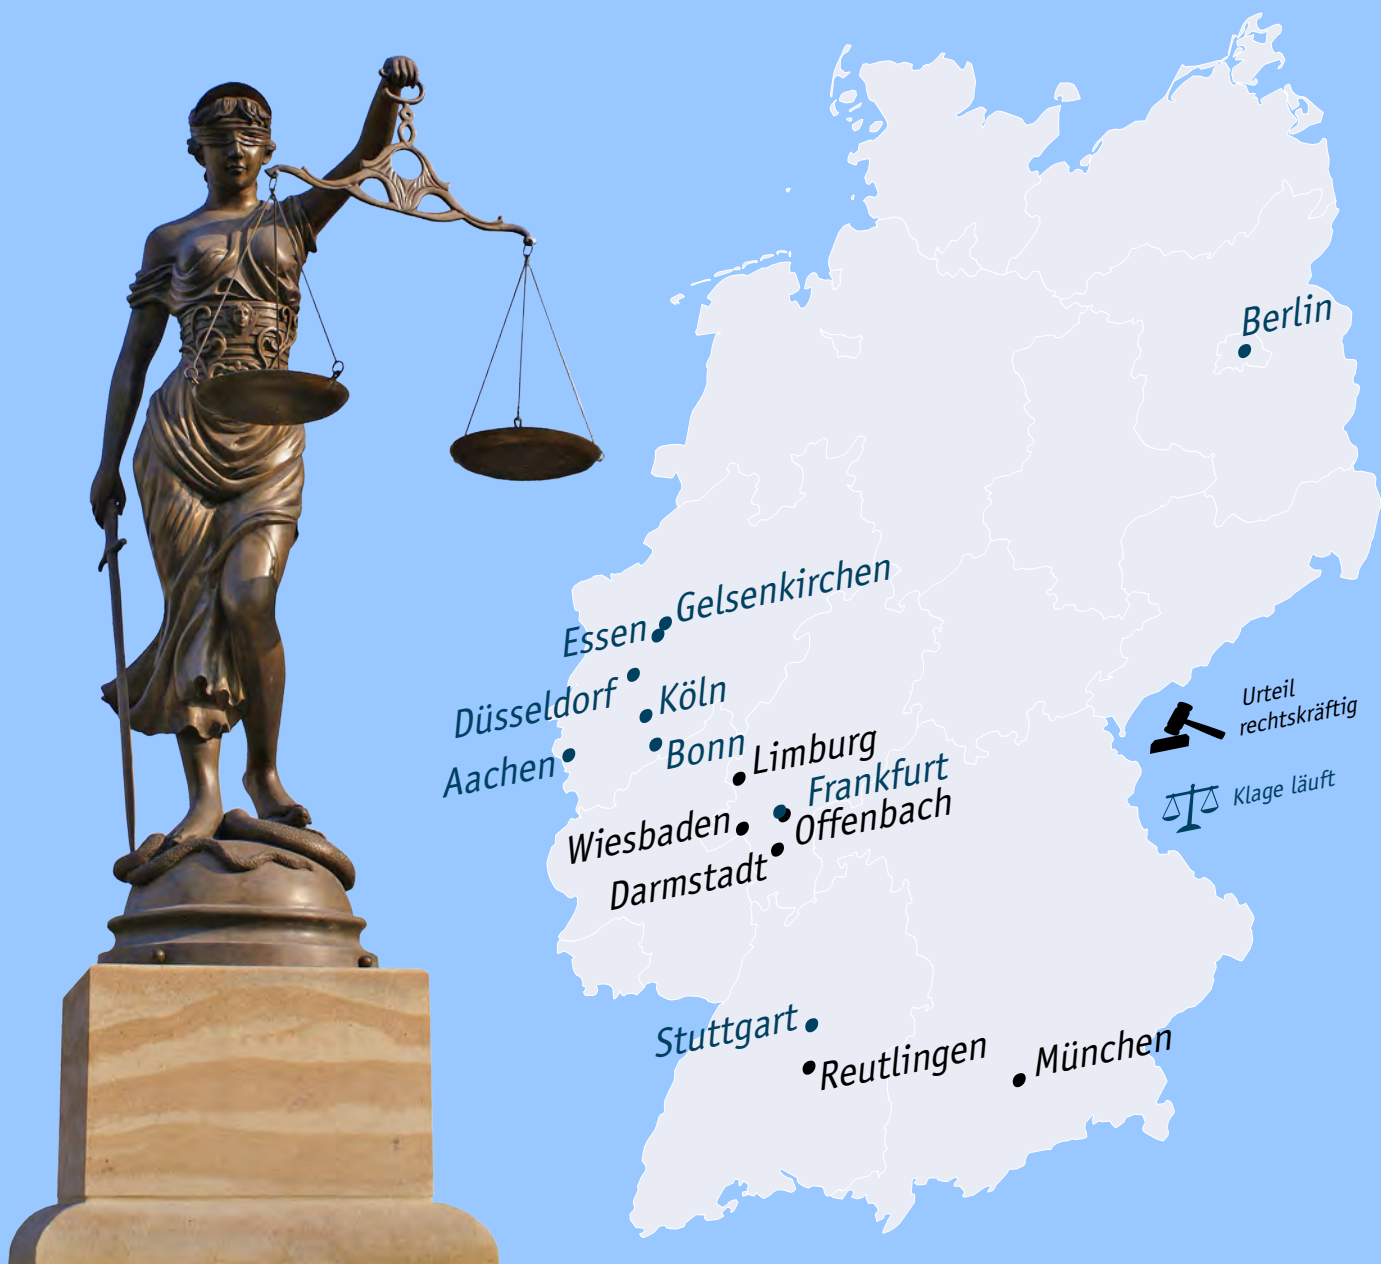 Berlin
Gelsenkirchen
Essen
Düsseldorf
Köln
Aachen
Bonn
Limburg
Frankfurt
Wiesbaden
Offenbach
Darmstadt
Stuttgart
Reutlingen
München
Urteil
rechtskräftig
Klage läuft